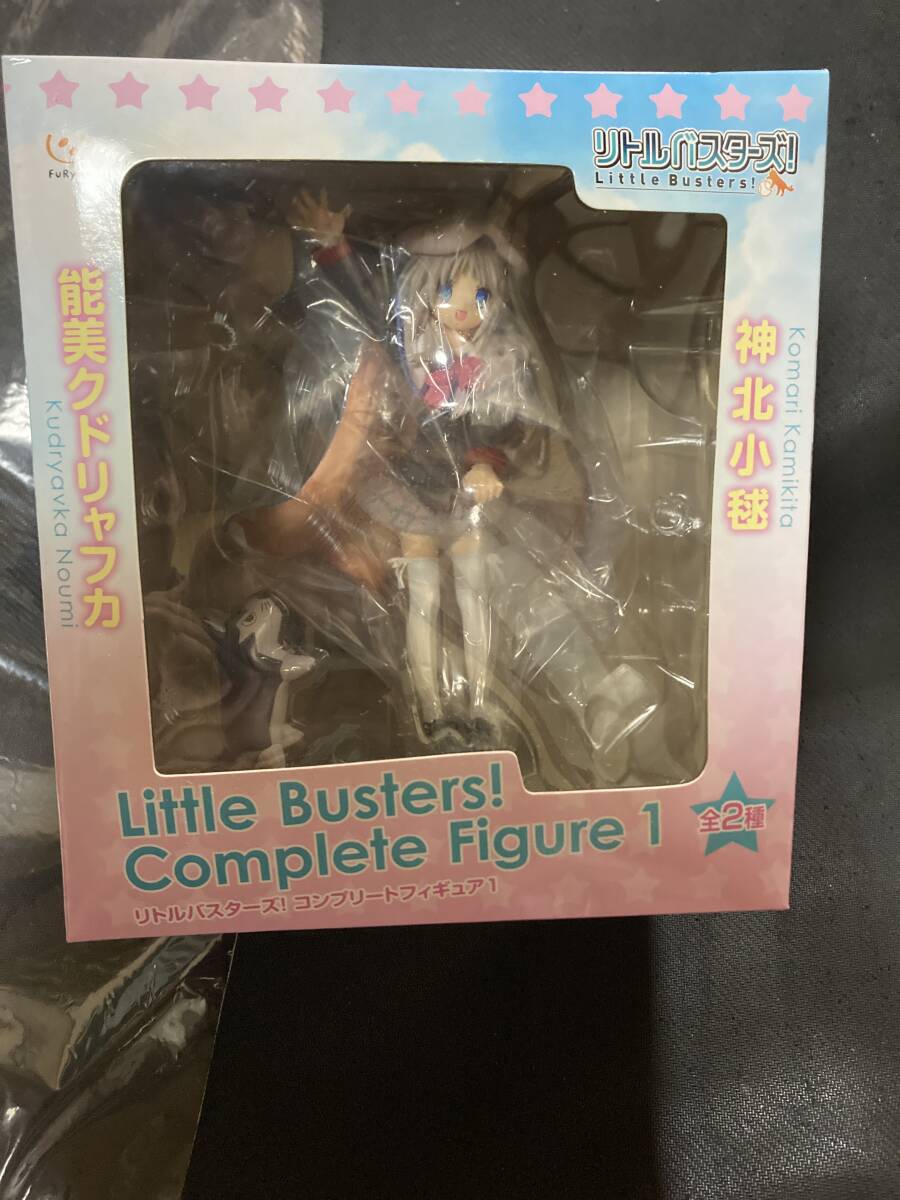 FuRy
リトルバスターズ!
Little Busters!
能美クドリャフカ
Kudryavka Noumi
神北小毬
Komari Kamikita
Little Busters!
Complete Figure 1
全2種
リトルバスターズ! コンプリートフィギュア1